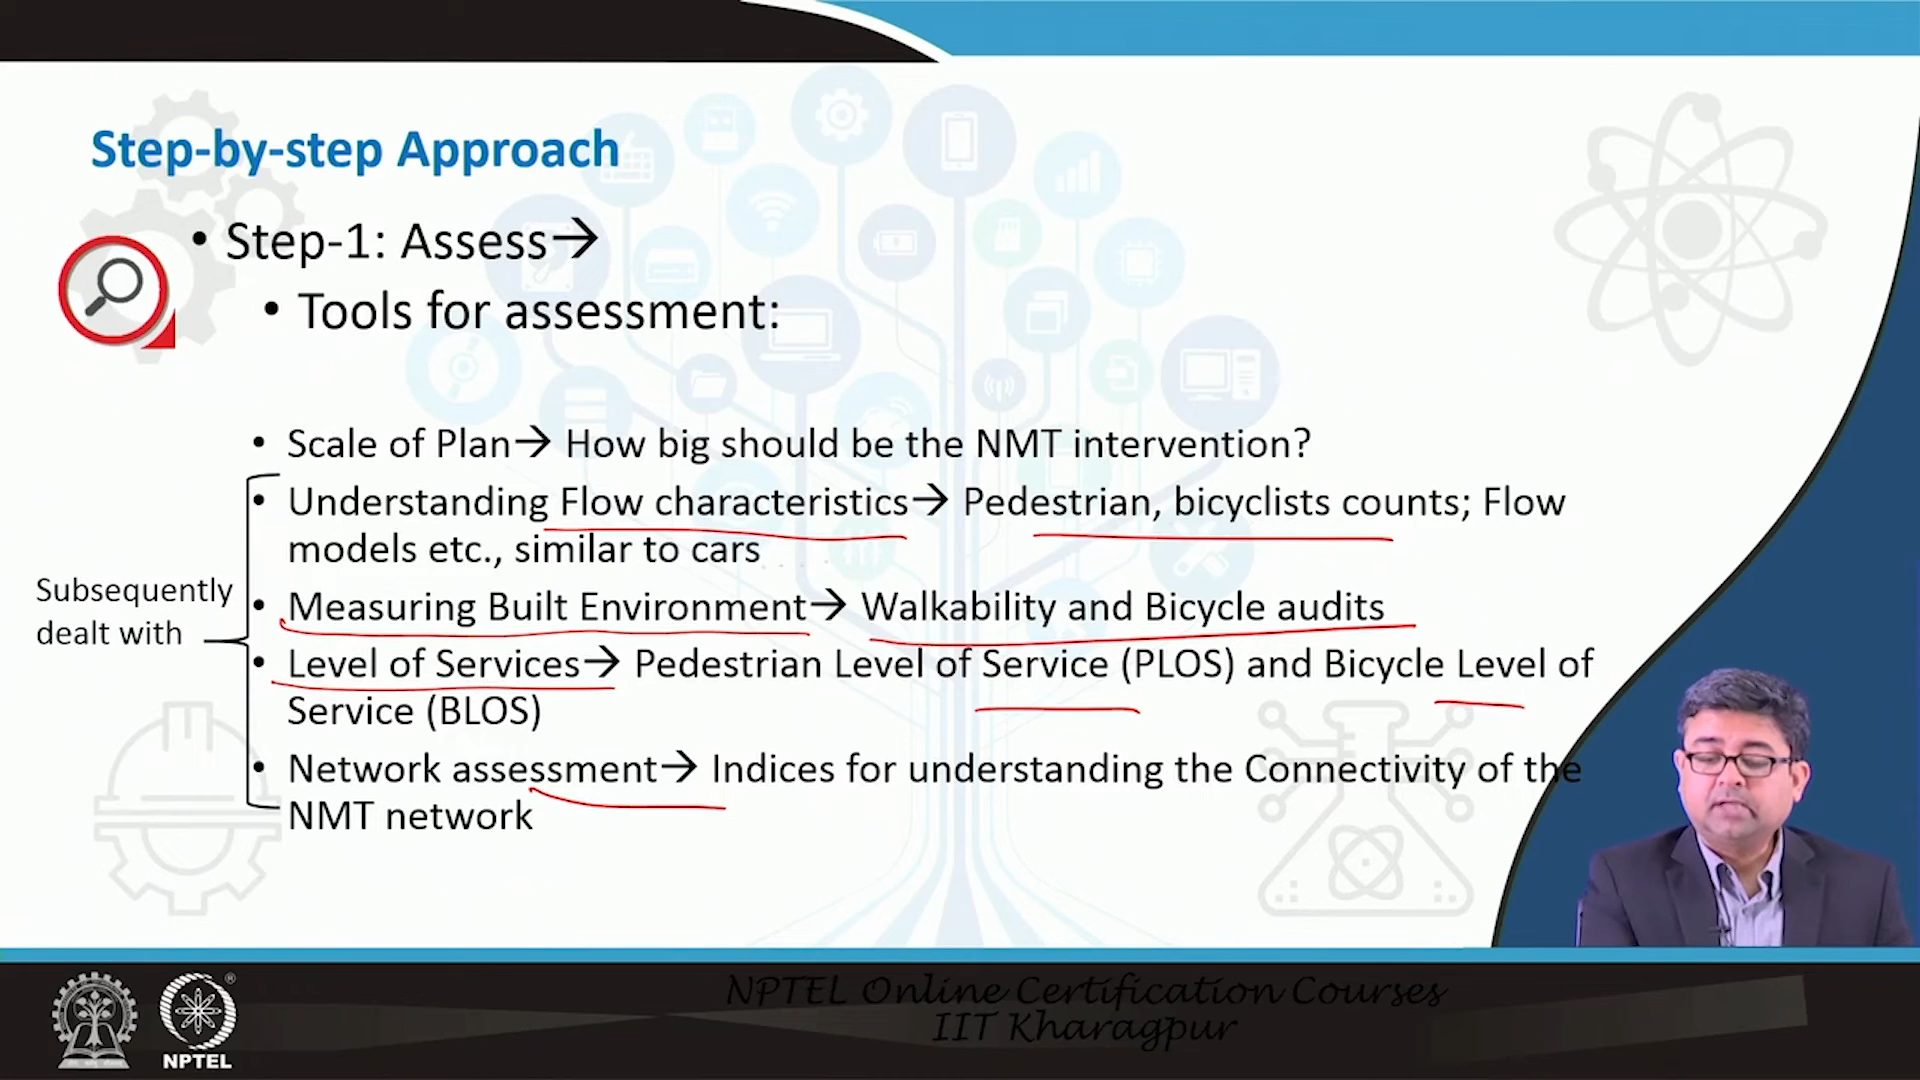 Step-by-step Approach
• Step-1: Assess→
• Tools for assessment:
• Scale of Plan→ How big should be the NMT intervention?
• Understanding Flow characteristics→ Pedestrian, bicyclists counts; Flow
models etc., similar to cars
• Measuring Built Environment→ Walkability and Bicycle audits
• Level of Services→ Pedestrian Level of Service (PLOS) and Bicycle Level of
Service (BLOS)
• Network assessment→ Indices for understanding the Connectivity of the
NMT network
Subsequently
dealt with
NPTEL Online Certification Courses
IIT Kharagpur
NPTEL
®